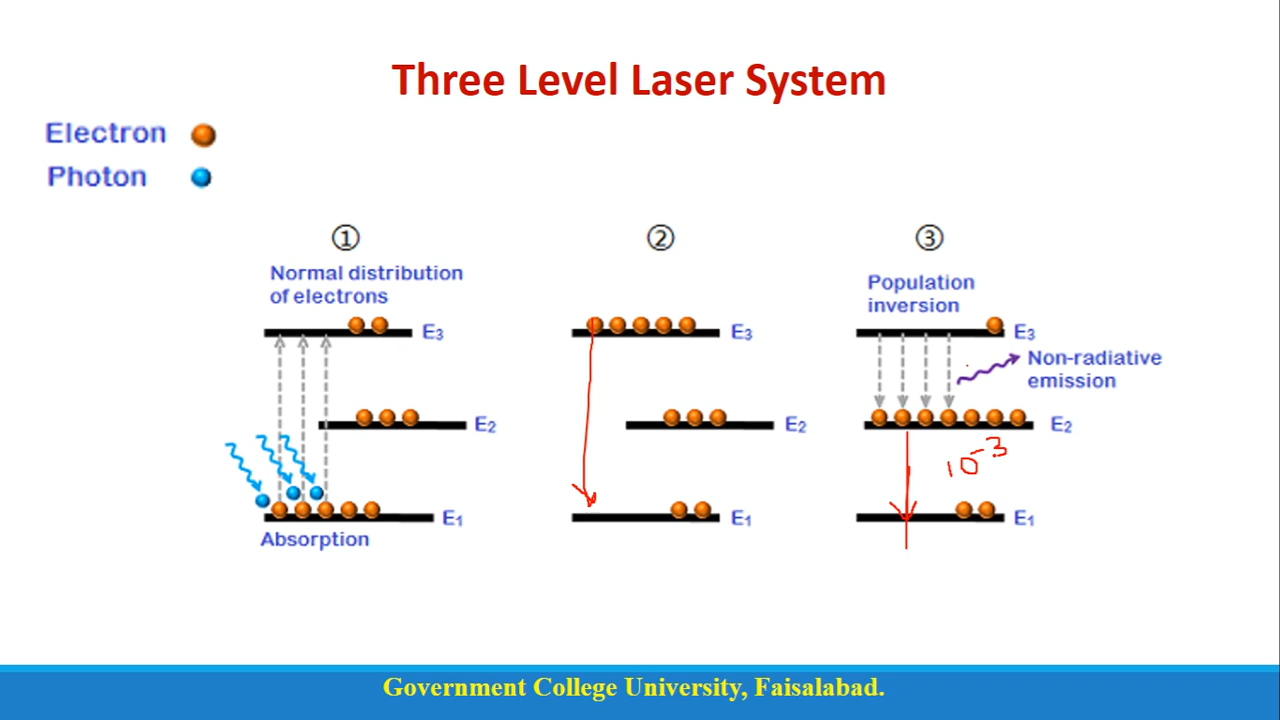 Three Level Laser System
Electron
Photon
①
Normal distribution
of electrons
E3
E2
E1
Absorption
②
E3
E2
E1
③
Population
inversion
E3
Non-radiative
emission
E2
10-3
E1
Government College University, Faisalabad.